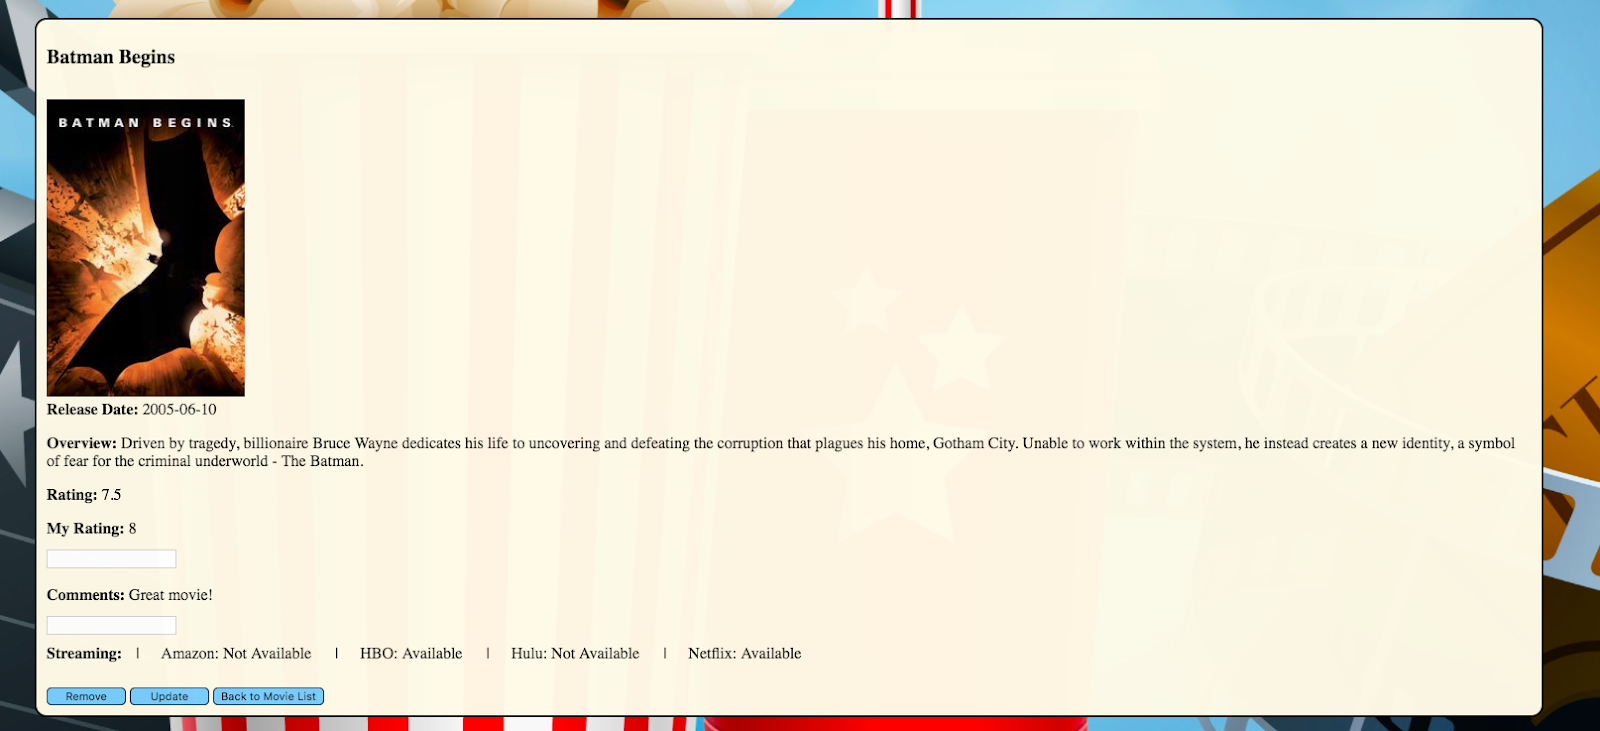 Batman Begins
BATMAN BEGINS
Release Date: 2005-06-10
Overview: Driven by tragedy, billionaire Bruce Wayne dedicates his life to uncovering and defeating the corruption that plagues his home, Gotham City. Unable to work within the system, he instead creates a new identity, a symbol
of fear for the criminal underworld - The Batman.
Rating: 7.5
My Rating: 8
Comments: Great movie!
Streaming: | Amazon: Not Available | HBO: Available | Hulu: Not Available | Netflix: Available
Remove Update Back to Movie List